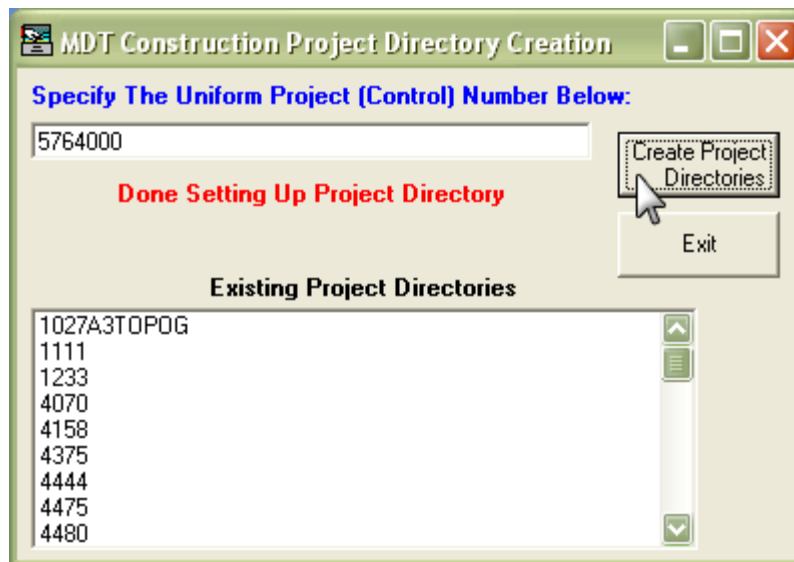 MDT Construction Project Directory Creation
Specify The Uniform Project (Control) Number Below:
5764000
Create Project
Directories
Done Setting Up Project Directory
Exit
Existing Project Directories
1027A3TOPOG
1111
1233
4070
4158
4375
4444
4475
4480